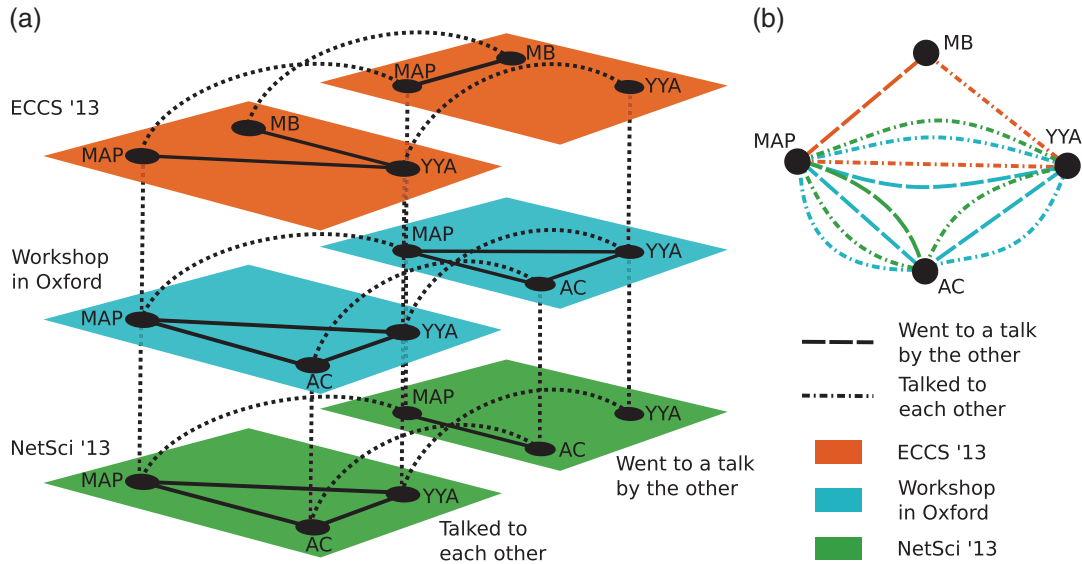 (a)
ECCS '13
MAP
MB
YYA
MAP
MB
YYA
Workshop
in Oxford
MAP
YYA
AC
MAP
YYA
AC
NetSci '13
MAP
YYA
AC
MAP
YYA
AC
Talked to
each other
Went to a talk
by the other
(b)
MB
MAP
YYA
AC
Went to a talk
by the other
Talked to
each other
ECCS '13
Workshop
in Oxford
NetSci '13